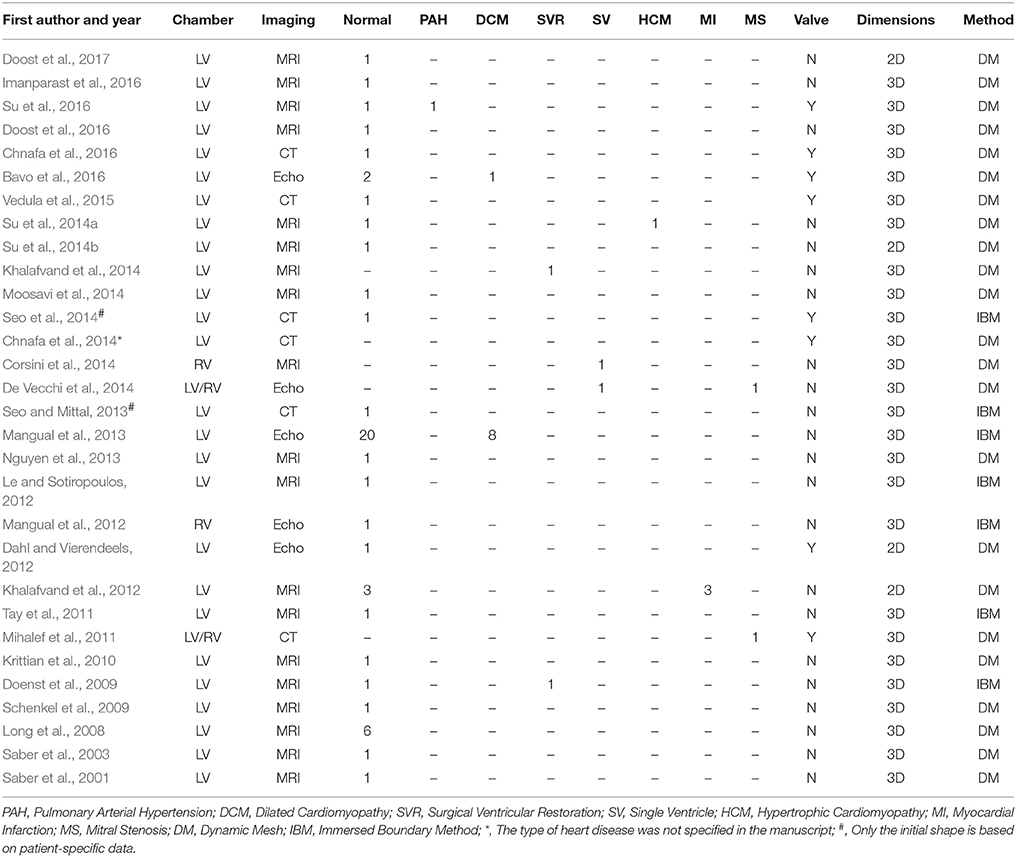 First author and year Chamber Imaging Normal PAH DCM SVR SV HCM MI MS Valve Dimensions Method
Doost et al., 2017 LV MRI 1 – – – – – – – N 2D DM
Imanparast et al., 2016 LV MRI 1 – – – – – – – N 3D DM
Su et al., 2016 LV MRI 1 1 – – – – – – Y 3D DM
Doost et al., 2016 LV MRI 1 – – – – – – – N 3D DM
Chnafa et al., 2016 LV CT 1 – – – – – – – Y 3D DM
Bavo et al., 2016 LV Echo 2 – 1 – – – – – Y 3D DM
Vedula et al., 2015 LV CT 1 – – – – – – – Y 3D DM
Su et al., 2014a LV MRI 1 – – – – 1 – – N 3D DM
Su et al., 2014b LV MRI 1 – – – – – – – N 2D DM
Khalafvand et al., 2014 LV MRI – – – 1 – – – – N 3D DM
Moosavi et al., 2014 LV MRI 1 – – – – – – – N 3D DM
Seo et al., 2014# LV CT 1 – – – – – – – Y 3D IBM
Chnafa et al., 2014* LV CT – – – – – – – – Y 3D DM
Corsini et al., 2014 RV MRI – – – – 1 – – – N 3D DM
De Vecchi et al., 2014 LV/RV Echo – – – – 1 – – 1 N 3D DM
Seo and Mittal, 2013# LV CT 1 – – – – – – – N 3D IBM
Mangual et al., 2013 LV Echo 20 – 8 – – – – – N 3D IBM
Nguyen et al., 2013 LV MRI 1 – – – – – – – N 3D DM
Le and Sotiropoulos, LV MRI 1 – – – – – – – N 3D IBM
2012
Mangual et al., 2012 RV Echo 1 – – – – – – – N 3D IBM
Dahl and Vierendeels, LV Echo 1 – – – – – – – Y 2D DM
2012
Khalafvand et al., 2012 LV MRI 3 – – – – – 3 – N 2D DM
Tay et al., 2011 LV MRI 1 – – – – – – – N 3D IBM
Mihalef et al., 2011 LV/RV CT – – – – – – – 1 Y 3D DM
Krittian et al., 2010 LV MRI 1 – – – – – – – N 3D DM
Doenst et al., 2009 LV MRI 1 – – 1 – – – – N 3D IBM
Schenkel et al., 2009 LV MRI 1 – – – – – – – N 3D DM
Long et al., 2008 LV MRI 6 – – – – – – – N 3D DM
Saber et al., 2003 LV MRI 1 – – – – – – – N 3D DM
Saber et al., 2001 LV MRI 1 – – – – – – – N 3D DM
PAH, Pulmonary Arterial Hypertension; DCM, Dilated Cardiomyopathy; SVR, Surgical Ventricular Restoration; SV, Single Ventricle; HCM, Hypertrophic Cardiomyopathy; MI, Myocardial
Infarction; MS, Mitral Stenosis; DM, Dynamic Mesh; IBM, Immersed Boundary Method; *, The type of heart disease was not specified in the manuscript; #, Only the initial shape is based
on patient-specific data.